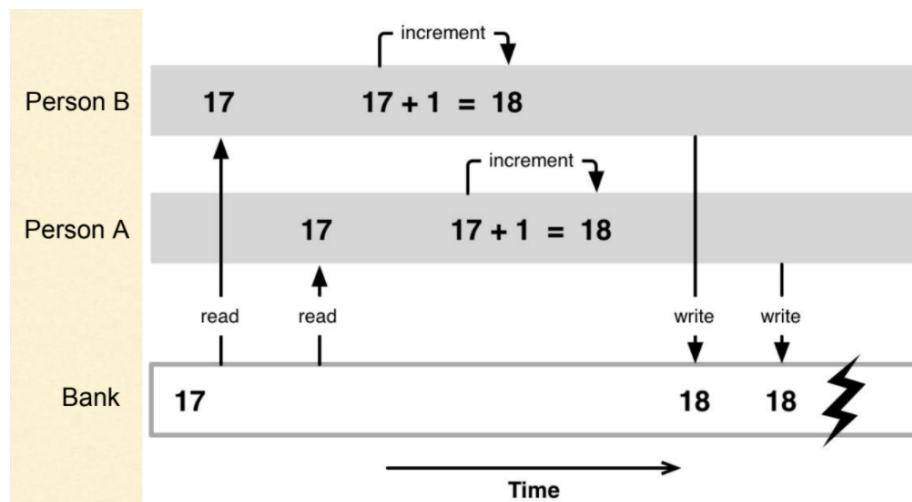 increment
Person B 17 17 + 1 = 18
increment
Person A 17 17 + 1 = 18
read read write write
Bank 17 18 18
Time